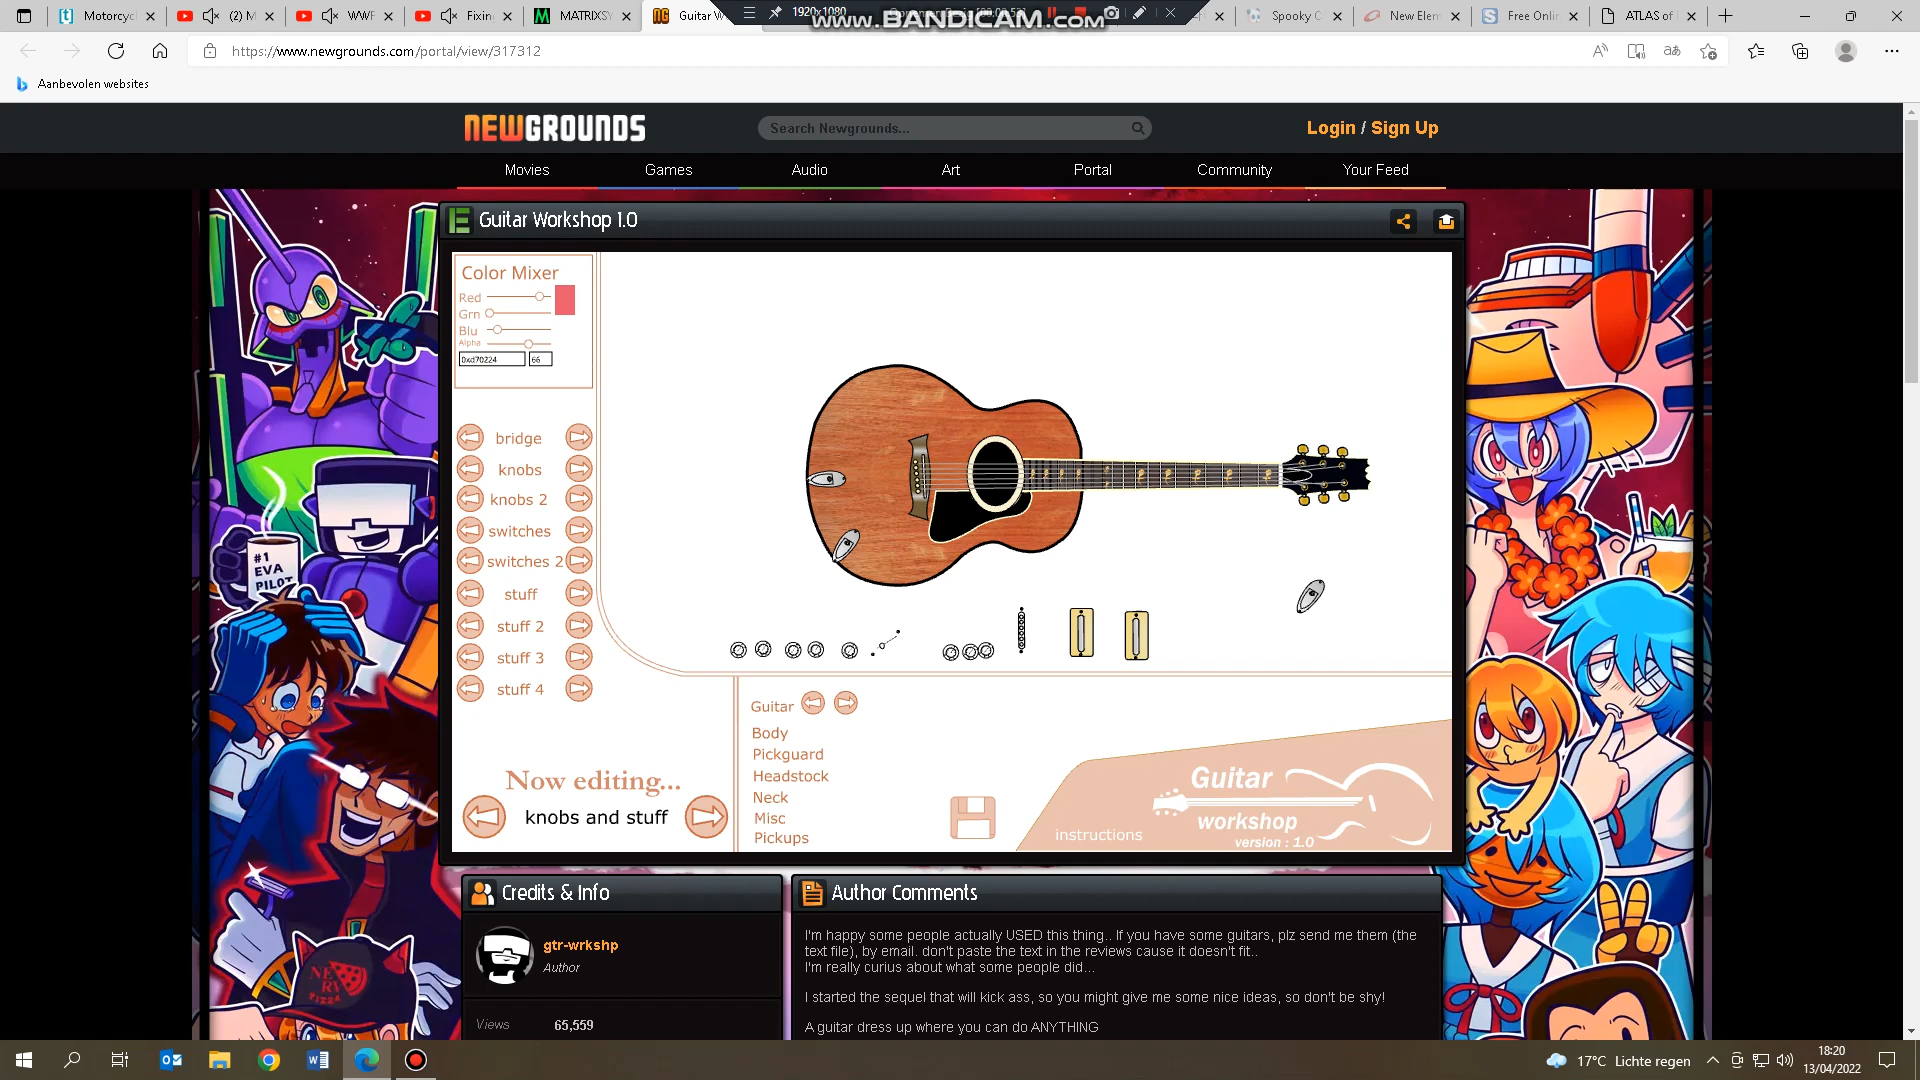 Motorcycl
(2) M
WWF
Fixin
MATRIXSY
Guitar W
1920x1080
www.BANDICAM.com
Spooky C
New Elem
Free Onlin
ATLAS of
https://www.newgrounds.com/portal/view/317312
Aanbevolen websites
NEWGROUNDS
Search Newgrounds...
Login / Sign Up
Movies
Games
Audio
Art
Portal
Community
Your Feed
E Guitar Workshop 1.0
Color Mixer
Red
Grn
Blu
Alpha
0xd70224 66
bridge
knobs
knobs 2
switches
switches 2
stuff
stuff 2
stuff 3
stuff 4
#1
EVA
PILOT
Now editing...
knobs and stuff
Guitar
Body
Pickguard
Headstock
Neck
Misc
Pickups
instructions
Guitar
workshop
version : 1.0
Credits & Info
gtr-wrkshp
Author
Views 65,559
Author Comments
I'm happy some people actually USED this thing.. If you have some guitars, plz send me them (the
text file), by email. don't paste the text in the reviews cause it doesn't fit..
I'm really curius about what some people did...
I started the sequel that will kick ass, so you might give me some nice ideas, so don't be shy!
A guitar dress up where you can do ANYTHING
NERV
PIZZA
17°C Lichte regen
18:20
13/04/2022